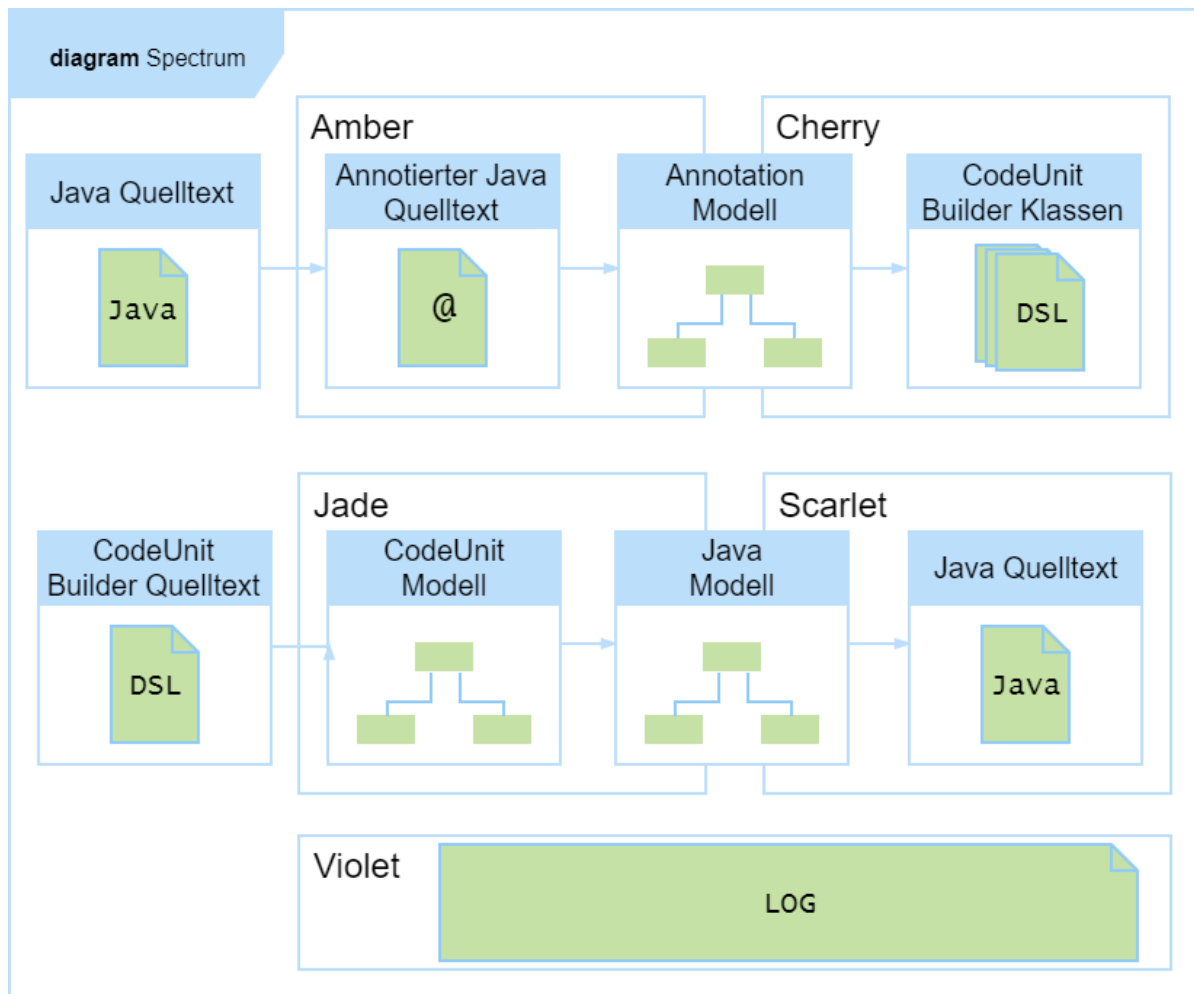 diagram Spectrum
Amber
Cherry
Java Quelltext
Annotierter Java
Quelltext
Annotation
Modell
CodeUnit
Builder Klassen
Java
@
DSL
Jade
Scarlet
CodeUnit
Builder Quelltext
CodeUnit
Modell
Java
Modell
Java Quelltext
DSL
Java
Violet
LOG